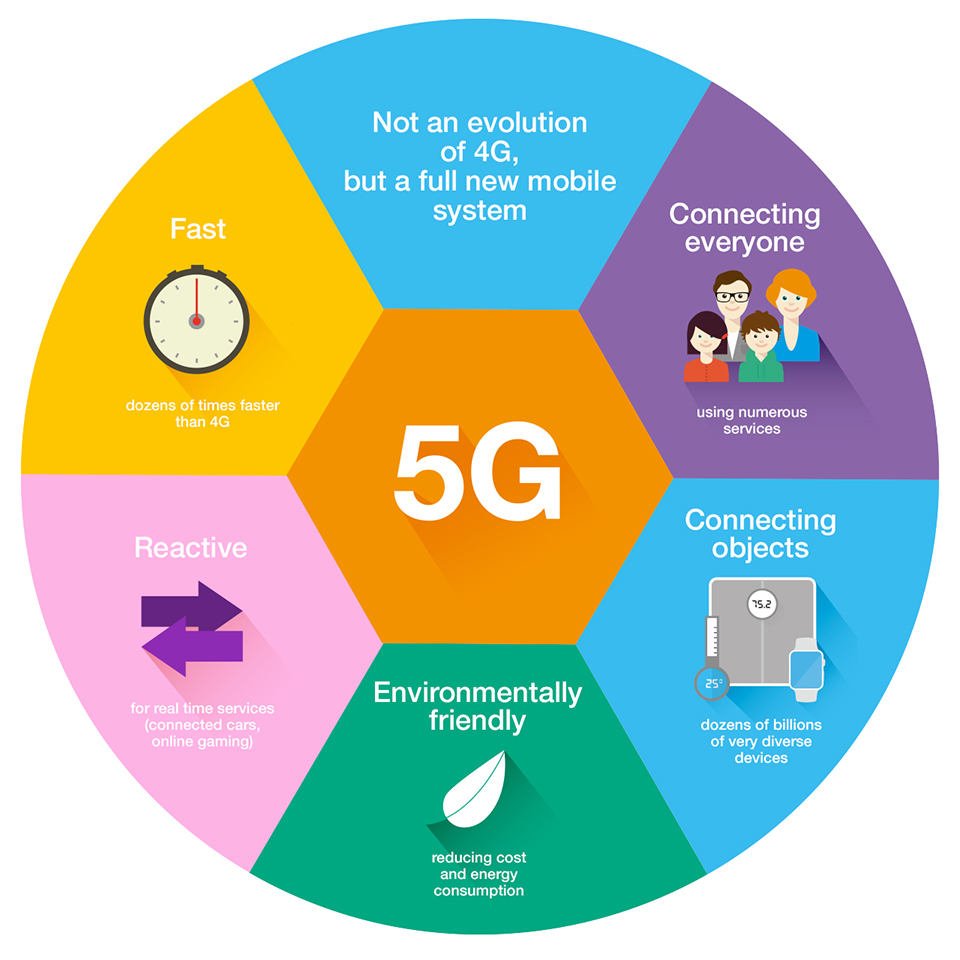 Not an evolution
of 4G,
but a full new mobile
system
Fast
dozens of times faster
than 4G
Connecting
everyone
using numerous
services
5G
Reactive
for real time services
(connected cars,
online gaming)
Connecting
objects
75.2
25°
dozens of billions
of very diverse
devices
Environmentally
friendly
reducing cost
and energy
consumption